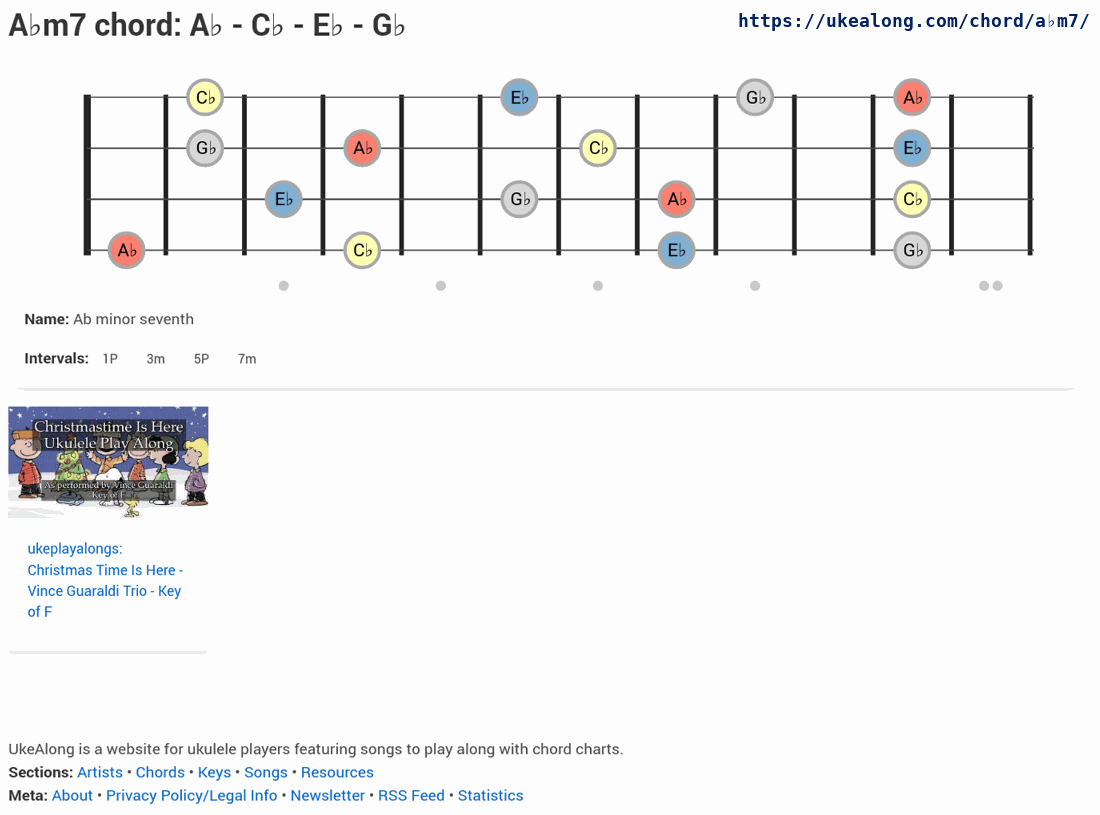 A♭m7 chord: A♭ - C♭ - E♭ - G♭
https://ukealong.com/chord/a♭m7/
C♭ E♭ G♭ A♭
G♭ A♭ C♭ E♭
E♭ G♭ A♭ C♭
A♭ C♭ E♭ G♭
Name: Ab minor seventh
Intervals: 1P 3m 5P 7m
Christmastime Is Here
Ukulele Play Along
As performed by Vince Guaraldi
Key of F
ukeplayalongs:
Christmas Time Is Here -
Vince Guaraldi Trio - Key
of F
UkeAlong is a website for ukulele players featuring songs to play along with chord charts.
Sections: Artists • Chords • Keys • Songs • Resources
Meta: About • Privacy Policy/Legal Info • Newsletter • RSS Feed • Statistics